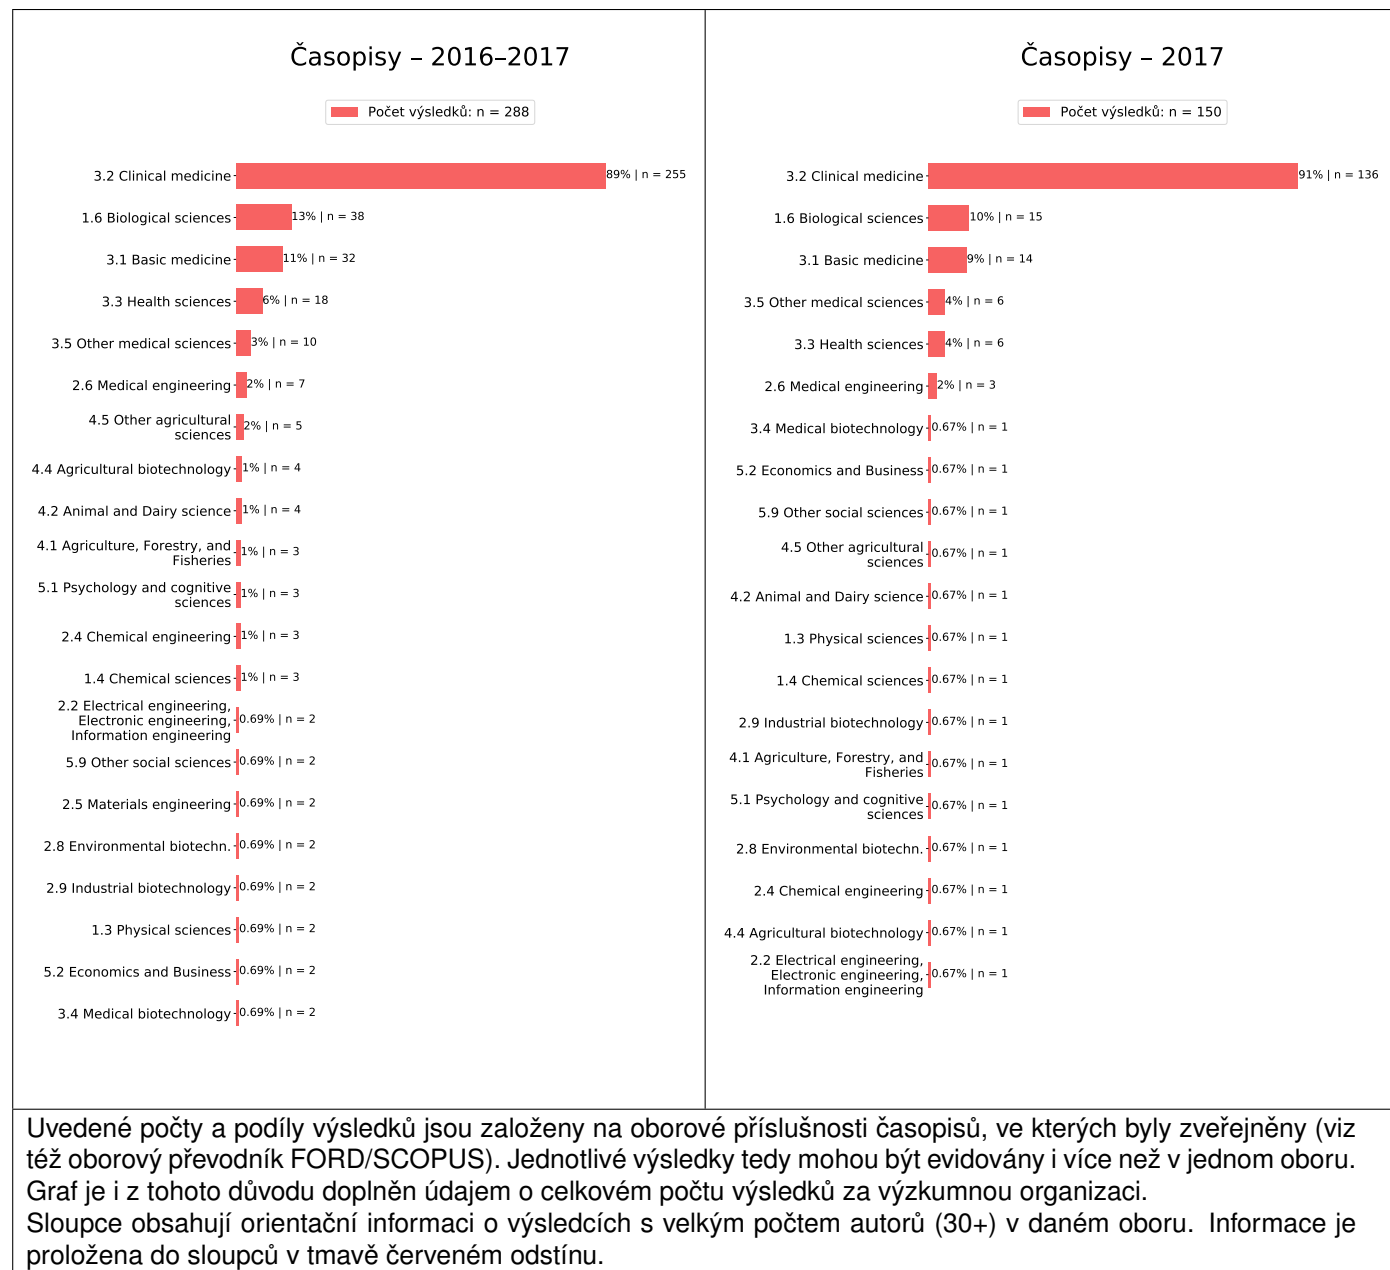 Časopisy – 2016–2017
Počet výsledků: n = 288
3.2 Clinical medicine
89% | n = 255
1.6 Biological sciences
13% | n = 38
3.1 Basic medicine
11% | n = 32
3.3 Health sciences
6% | n = 18
3.5 Other medical sciences
3% | n = 10
2.6 Medical engineering
2% | n = 7
4.5 Other agricultural
sciences
2% | n = 5
4.4 Agricultural biotechnology
1% | n = 4
4.2 Animal and Dairy science
1% | n = 4
4.1 Agriculture, Forestry, and
Fisheries
1% | n = 3
5.1 Psychology and cognitive
sciences
1% | n = 3
2.4 Chemical engineering
1% | n = 3
1.4 Chemical sciences
1% | n = 3
2.2 Electrical engineering,
Electronic engineering,
Information engineering
0.69% | n = 2
5.9 Other social sciences
0.69% | n = 2
2.5 Materials engineering
0.69% | n = 2
2.8 Environmental biotechn.
0.69% | n = 2
2.9 Industrial biotechnology
0.69% | n = 2
1.3 Physical sciences
0.69% | n = 2
5.2 Economics and Business
0.69% | n = 2
3.4 Medical biotechnology
0.69% | n = 2
Časopisy – 2017
Počet výsledků: n = 150
3.2 Clinical medicine
91% | n = 136
1.6 Biological sciences
10% | n = 15
3.1 Basic medicine
9% | n = 14
3.5 Other medical sciences
4% | n = 6
3.3 Health sciences
4% | n = 6
2.6 Medical engineering
2% | n = 3
3.4 Medical biotechnology
0.67% | n = 1
5.2 Economics and Business
0.67% | n = 1
5.9 Other social sciences
0.67% | n = 1
4.5 Other agricultural
sciences
0.67% | n = 1
4.2 Animal and Dairy science
0.67% | n = 1
1.3 Physical sciences
0.67% | n = 1
1.4 Chemical sciences
0.67% | n = 1
2.9 Industrial biotechnology
0.67% | n = 1
4.1 Agriculture, Forestry, and
Fisheries
0.67% | n = 1
5.1 Psychology and cognitive
sciences
0.67% | n = 1
2.8 Environmental biotechn.
0.67% | n = 1
2.4 Chemical engineering
0.67% | n = 1
4.4 Agricultural biotechnology
0.67% | n = 1
2.2 Electrical engineering,
Electronic engineering,
Information engineering
0.67% | n = 1
Uvedené počty a podíly výsledků jsou založeny na oborové příslušnosti časopisů, ve kterých byly zveřejněny (viz
též oborový převodník FORD/SCOPUS). Jednotlivé výsledky tedy mohou být evidovány i více než v jednom oboru.
Graf je i z tohoto důvodu doplněn údajem o celkovém počtu výsledků za výzkumnou organizaci.
Sloupce obsahují orientační informaci o výsledcích s velkým počtem autorů (30+) v daném oboru. Informace je
proložena do sloupců v tmavě červeném odstínu.